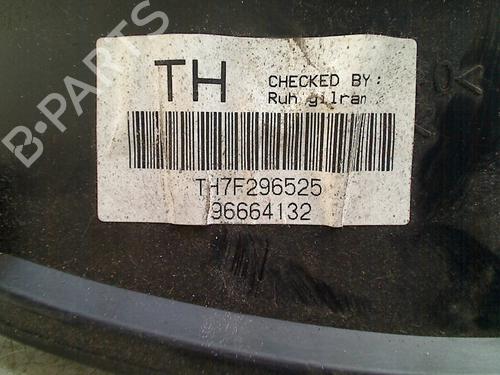 TH
CHECKED BY:
Ruh gilran
TH7F296525
96664132
B-PARTS